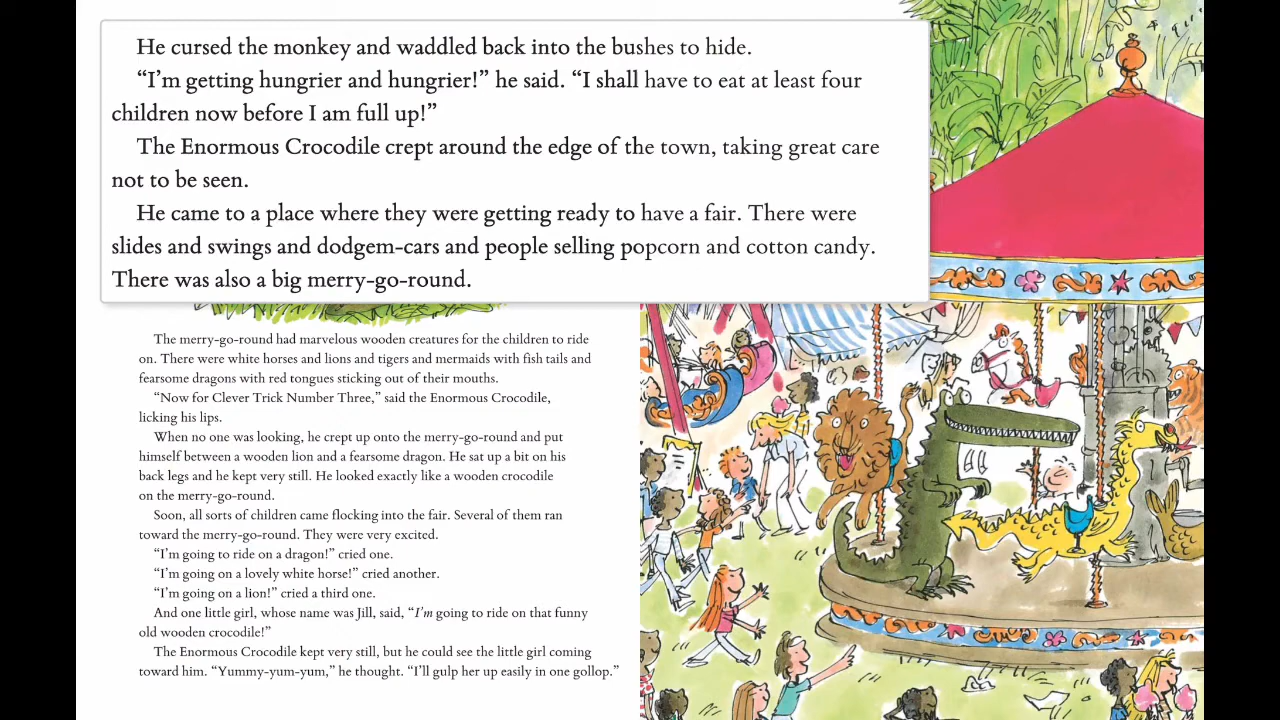 He cursed the monkey and waddled back into the bushes to hide.
“I’m getting hungrier and hungrier!” he said. “I shall have to eat at least four
children now before I am full up!”
The Enormous Crocodile crept around the edge of the town, taking great care
not to be seen.
He came to a place where they were getting ready to have a fair. There were
slides and swings and dodgem-cars and people selling popcorn and cotton candy.
There was also a big merry-go-round.
The merry-go-round had marvelous wooden creatures for the children to ride
on. There were white horses and lions and tigers and mermaids with fish tails and
fearsome dragons with red tongues sticking out of their mouths.
“Now for Clever Trick Number Three,” said the Enormous Crocodile,
licking his lips.
When no one was looking, he crept up onto the merry-go-round and put
himself between a wooden lion and a fearsome dragon. He sat up a bit on his
back legs and he kept very still. He looked exactly like a wooden crocodile
on the merry-go-round.
Soon, all sorts of children came flocking into the fair. Several of them ran
toward the merry-go-round. They were very excited.
“I’m going to ride on a dragon!” cried one.
“I’m going on a lovely white horse!” cried another.
“I’m going on a lion!” cried a third one.
And one little girl, whose name was Jill, said, “I’m going to ride on that funny
old wooden crocodile!”
The Enormous Crocodile kept very still, but he could see the little girl coming
toward him. “Yummy-yum-yum,” he thought. “I’ll gulp her up easily in one gollop.”